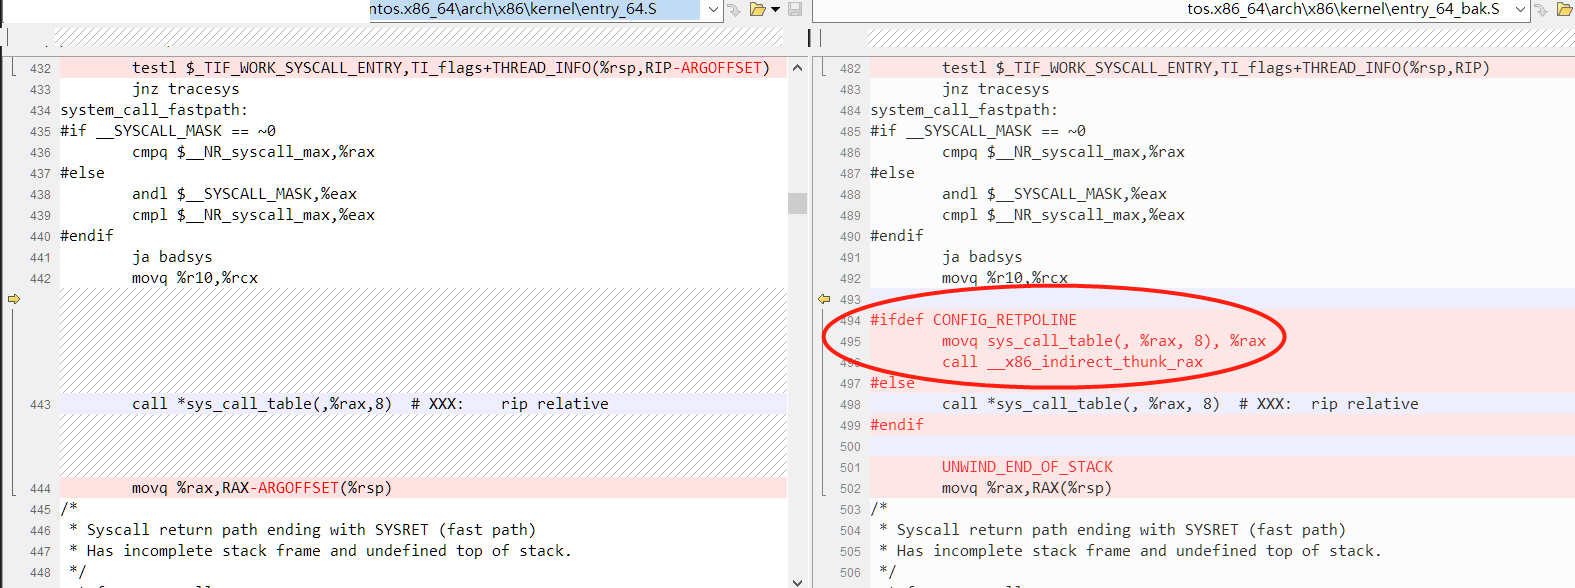 ntos.x86_64\arch\x86\kernel\entry_64.S
432 testl $_TIF_WORK_SYSCALL_ENTRY,TI_flags+THREAD_INFO(%rsp,RIP-ARGOFFSET)
433 jnz tracesys
434 system_call_fastpath:
435 #if __SYSCALL_MASK == ~0
436 cmpq $__NR_syscall_max,%rax
437 #else
438 andl $__SYSCALL_MASK,%eax
439 cmpl $__NR_syscall_max,%eax
440 #endif
441 ja badsys
442 movq %r10,%rcx
443 call *sys_call_table(,%rax,8)  # XXX:    rip relative
444 movq %rax,RAX-ARGOFFSET(%rsp)
445 /*
446  * Syscall return path ending with SYSRET (fast path)
447  * Has incomplete stack frame and undefined top of stack.
448  */
tos.x86_64\arch\x86\kernel\entry_64_bak.S
482 testl $_TIF_WORK_SYSCALL_ENTRY,TI_flags+THREAD_INFO(%rsp,RIP)
483 jnz tracesys
484 system_call_fastpath:
485 #if __SYSCALL_MASK == ~0
486 cmpq $__NR_syscall_max,%rax
487 #else
488 andl $__SYSCALL_MASK,%eax
489 cmpl $__NR_syscall_max,%eax
490 #endif
491 ja badsys
492 movq %r10,%rcx
493
494 #ifdef CONFIG_RETPOLINE
495 movq sys_call_table(, %rax, 8), %rax
496 call __x86_indirect_thunk_rax
497 #else
498 call *sys_call_table(, %rax, 8)  # XXX:  rip relative
499 #endif
500
501 UNWIND_END_OF_STACK
502 movq %rax,RAX(%rsp)
503 /*
504  * Syscall return path ending with SYSRET (fast path)
505  * Has incomplete stack frame and undefined top of stack.
506  */